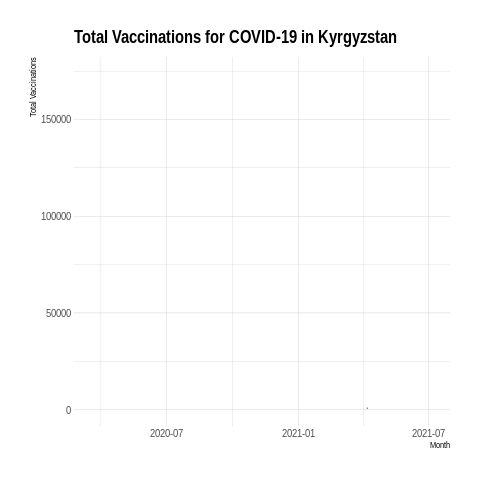 Total Vaccinations for COVID-19 in Kyrgyzstan
Total Vaccinations
150000
100000
50000
0
2020-07
2021-01
2021-07
Month